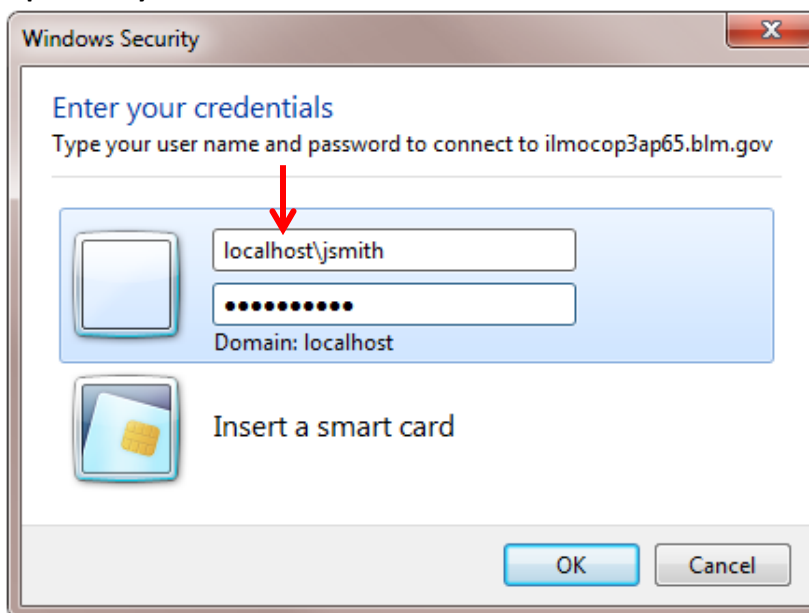 Windows Security
Enter your credentials
Type your user name and password to connect to ilmocop3ap65.blm.gov
localhost\jsmith
●●●●●●●●●●
Domain: localhost
Insert a smart card
OK
Cancel